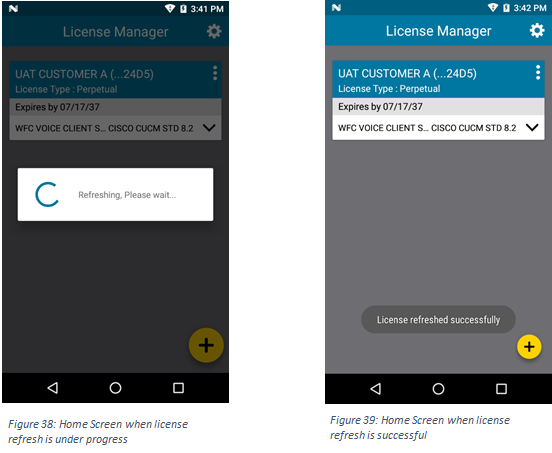 3:41 PM
License Manager
UAT CUSTOMER A (...24D5)
License Type : Perpetual
Expires by 07/17/37
WFC VOICE CLIENT S... CISCO CUCM STD 8.2
Refreshing, Please wait...
Figure 38: Home Screen when license
refresh is under progress
3:42 PM
License Manager
UAT CUSTOMER A (...24D5)
License Type : Perpetual
Expires by 07/17/37
WFC VOICE CLIENT S... CISCO CUCM STD 8.2
License refreshed successfully
Figure 39: Home Screen when license
refresh is successful